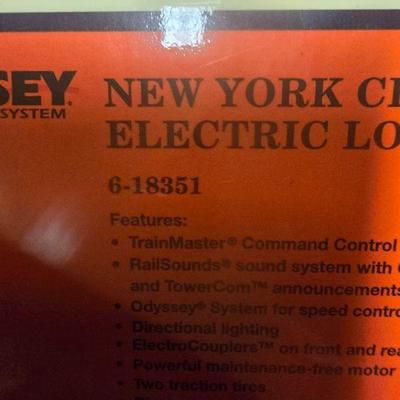 SEY®
SYSTEM
NEW YORK CE
ELECTRIC LO
6-18351
Features:
• TrainMaster® Command Control
• RailSounds® sound system with
and TowerCom™ announcements
• Odyssey® System for speed contro
• Directional lighting
• ElectroCouplers™ on front and rea
• Powerful maintenance-free motor
• Two traction tires